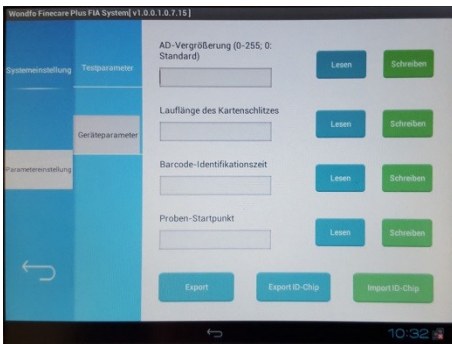 Wondfo Finecare Plus FIA System[ v1.0.0.1.0.7.15 ]
Systemeinstellung
Testparameter
Geräteparameter
Parametereinstellung
AD-Vergrößerung (0-255; 0:
Standard)
Lesen
Schreiben
Lauflänge des Kartenschlitzes
Lesen
Schreiben
Barcode-Identifikationszeit
Lesen
Schreiben
Proben-Startpunkt
Lesen
Schreiben
Export
Export ID-Chip
Import ID-Chip
10:32